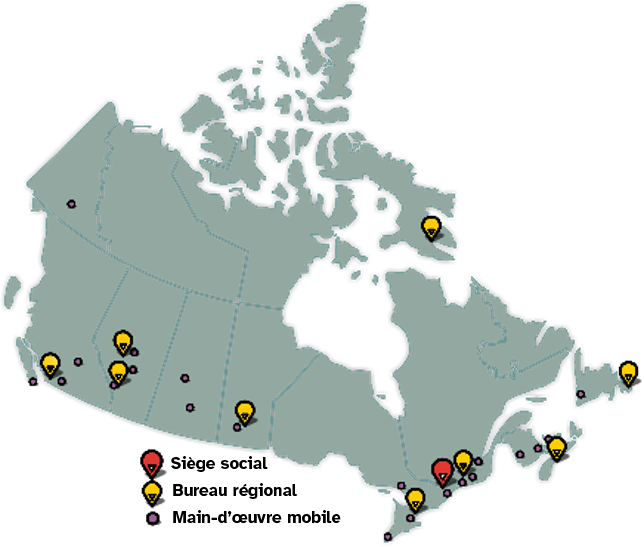 Siège social
Bureau régional
Main-d'œuvre mobile